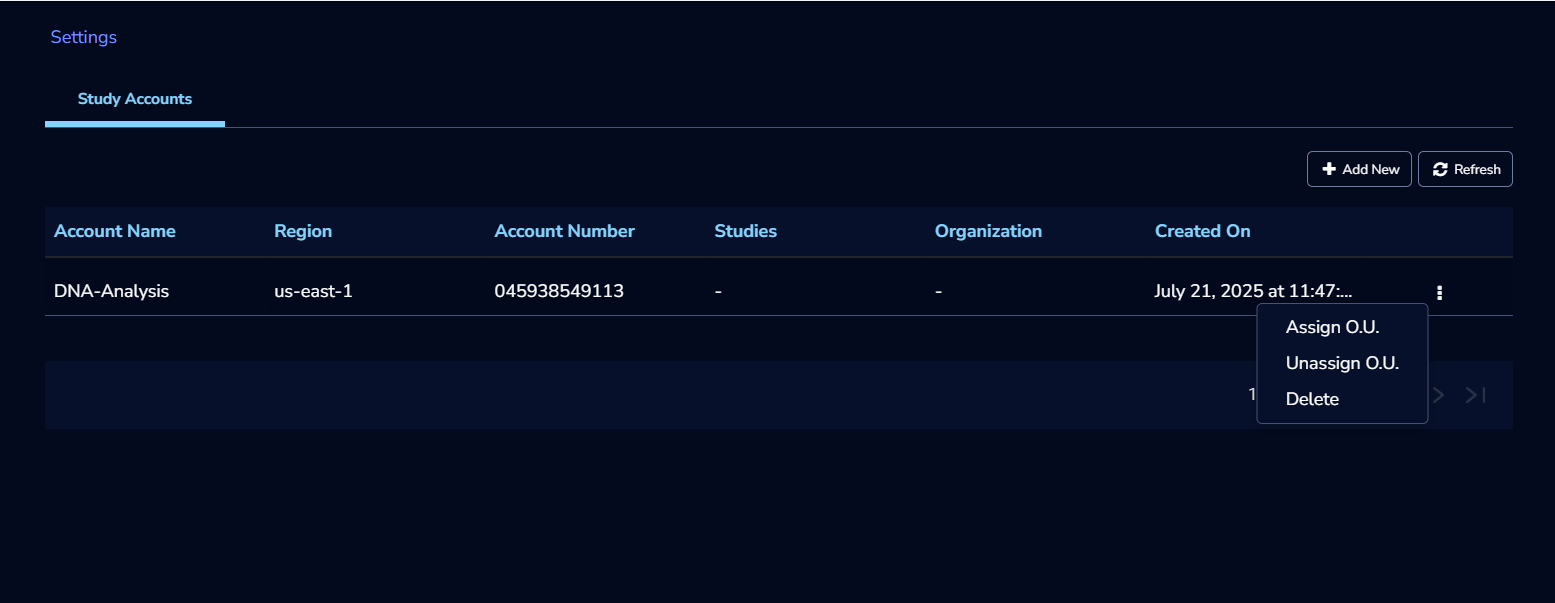 Settings
Study Accounts
Add New Refresh
Account Name Region Account Number Studies Organization Created On
DNA-Analysis us-east-1 045938549113 - - July 21, 2025 at 11:47:...
Assign O.U.
Unassign O.U.
1
Delete